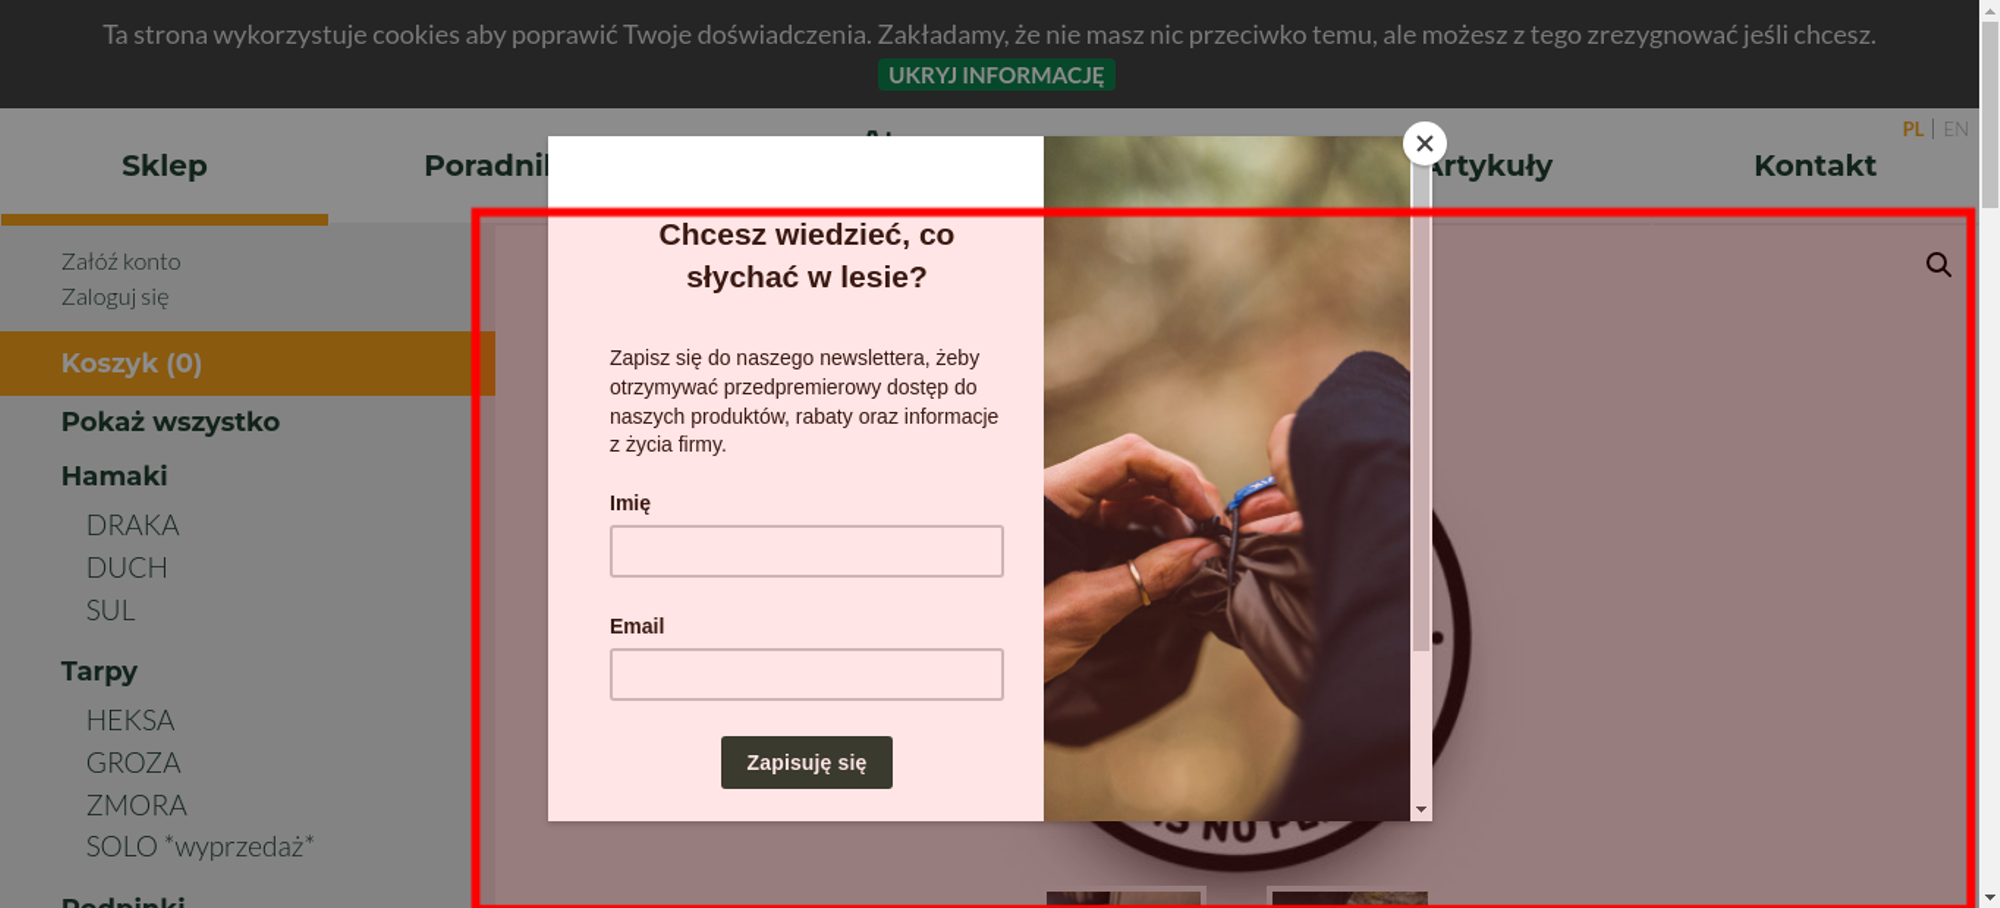 Ta strona wykorzystuje cookies aby poprawić Twoje doświadczenia. Zakładamy, że nie masz nic przeciwko temu, ale możesz z tego zrezygnować jeśli chcesz.
UKRYJ INFORMACJĘ
PL | EN
Sklep
Kontakt
Załóź konto
Zaloguj się
Koszyk (0)
Pokaż wszystko
Hamaki
DRAKA
DUCH
SUL
Tarpy
HEKSA
GROZA
ZMORA
SOLO *wyprzedaż*
Podpinki
Chcesz wiedzieć, co
słychać w lesie?
Zapisz się do naszego newslettera, żeby
otrzymywać przedpremierowy dostęp do
naszych produktów, rabaty oraz informacje
z życia firmy.
Imię
Email
Zapisuję się